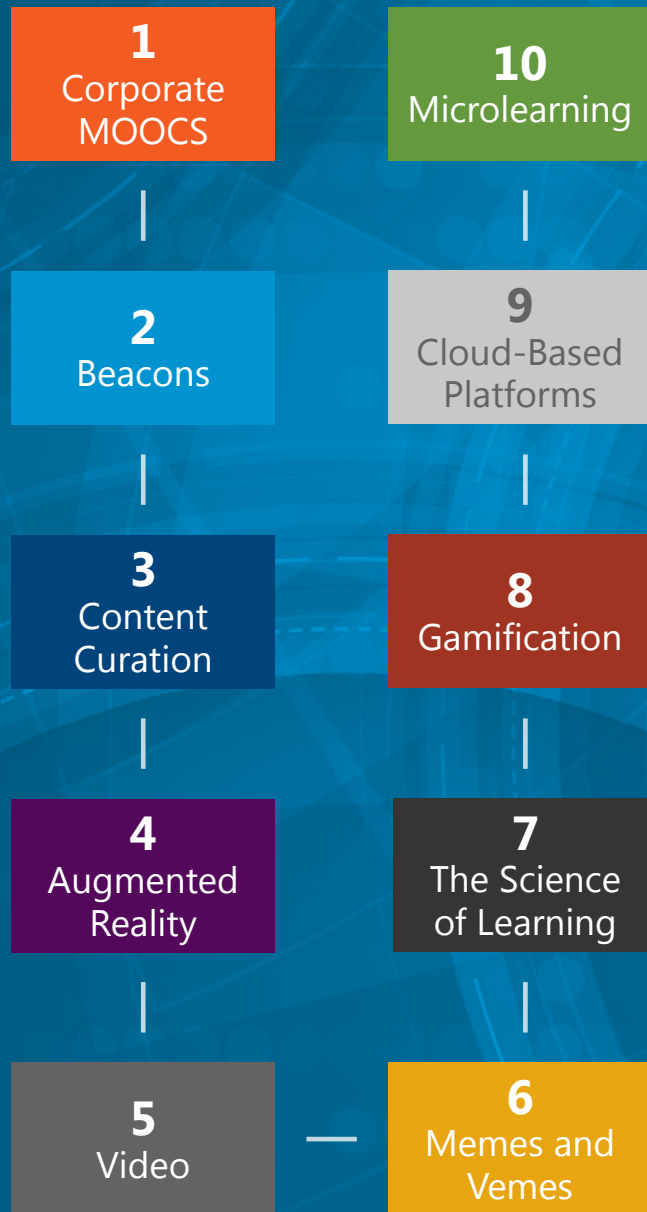 1
Corporate
MOOCS
2
Beacons
3
Content
Curation
4
Augmented
Reality
5
Video
6
Memes and
Vemes
7
The Science
of Learning
8
Gamification
9
Cloud-Based
Platforms
10
Microlearning